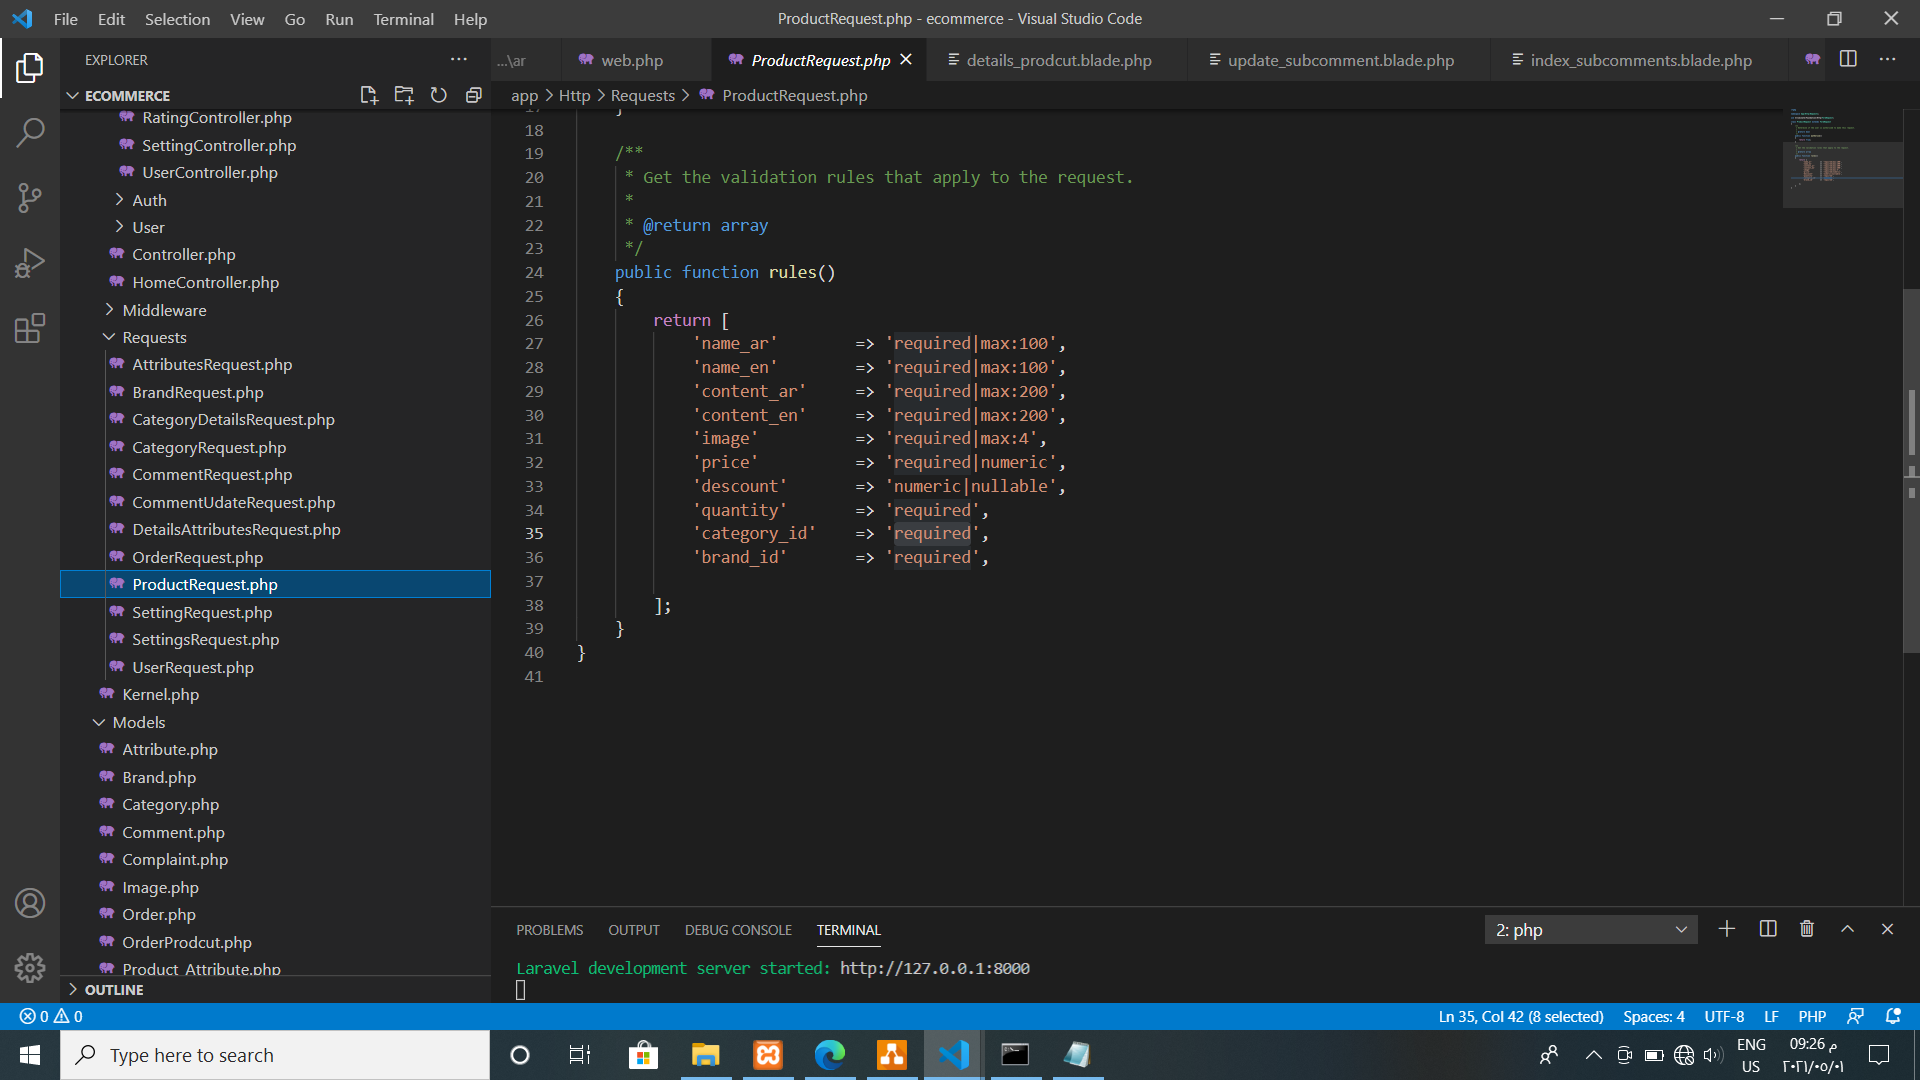 File Edit Selection View Go Run Terminal Help
ProductRequest.php - ecommerce - Visual Studio Code
EXPLORER
ECOMMERCE
RatingController.php
SettingController.php
UserController.php
Auth
User
Controller.php
HomeController.php
Middleware
Requests
AttributesRequest.php
BrandRequest.php
CategoryDetailsRequest.php
CategoryRequest.php
CommentRequest.php
CommentUdateRequest.php
DetailsAttributesRequest.php
OrderRequest.php
ProductRequest.php
SettingRequest.php
SettingsRequest.php
UserRequest.php
Kernel.php
Models
Attribute.php
Brand.php
Category.php
Comment.php
Complaint.php
Image.php
Order.php
OrderProdcut.php
Product_Attribute.php
OUTLINE
...\ar web.php ProductRequest.php details_prodcut.blade.php update_subcomment.blade.php index_subcomments.blade.php
app > Http > Requests > ProductRequest.php
17 }
18
19 /**
20 * Get the validation rules that apply to the request.
21 *
22 * @return array
23 */
24 public function rules()
25 {
26 return [
27 'name_ar' => 'required|max:100',
28 'name_en' => 'required|max:100',
29 'content_ar' => 'required|max:200',
30 'content_en' => 'required|max:200',
31 'image' => 'required|max:4',
32 'price' => 'required|numeric',
33 'descount' => 'numeric|nullable',
34 'quantity' => 'required',
35 'category_id' => 'required',
36 'brand_id' => 'required',
37
38 ];
39 }
40 }
41
PROBLEMS OUTPUT DEBUG CONSOLE TERMINAL
2: php
Laravel development server started: http://127.0.0.1:8000
0 0
Ln 35, Col 42 (8 selected) Spaces: 4 UTF-8 LF PHP
Type here to search
ENG
US
09:26 م
٢٠٢١/٠٥/٠١